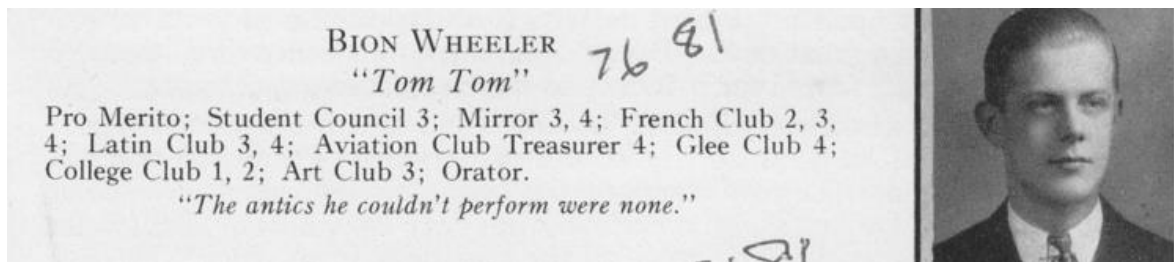 BION WHEELER
76 81
"Tom Tom"
Pro Merito; Student Council 3; Mirror 3, 4; French Club 2, 3,
4; Latin Club 3, 4; Aviation Club Treasurer 4; Glee Club 4;
College Club 1, 2; Art Club 3; Orator.
"The antics he couldn't perform were none."